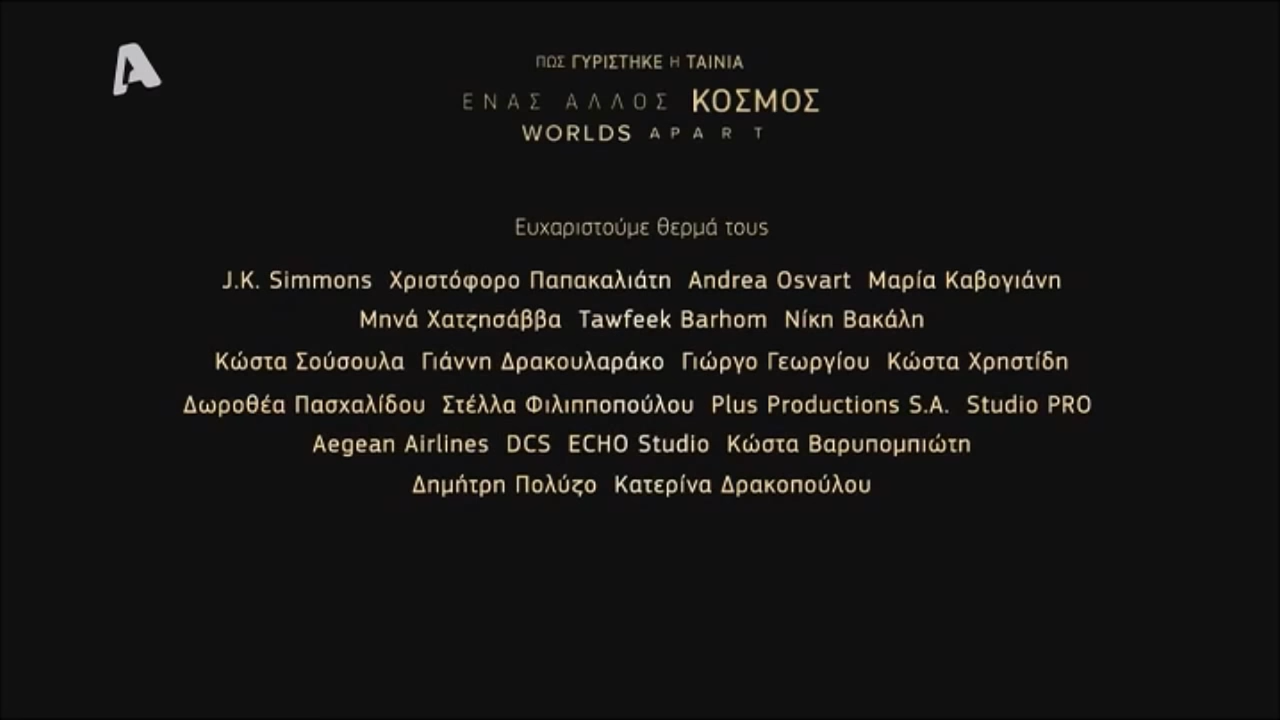 ΠΩΣ ΓΥΡΙΣΤΗΚΕ Η ΤΑΙΝΙΑ
ΕΝΑΣ ΑΛΛΟΣ ΚΟΣΜΟΣ
WORLDS APART
Ευχαριστούμε θερμά τους
J.K. Simmons Χριστόφορο Παπακαλιάτη Andrea Osvart Μαρία Καβογιάνη
Μηνά Χατζησάββα Tawfeek Barhom Νίκη Βακάλη
Κώστα Σούσουλα Γιάννη Δρακουλαράκο Γιώργο Γεωργίου Κώστα Χρηστίδη
Δωροθέα Πασχαλίδου Στέλλα Φιλιπποπούλου Plus Productions S.A. Studio PRO
Aegean Airlines DCS ECHO Studio Κώστα Βαρυπομπιώτη
Δημήτρη Πολύζο Κατερίνα Δρακοπούλου